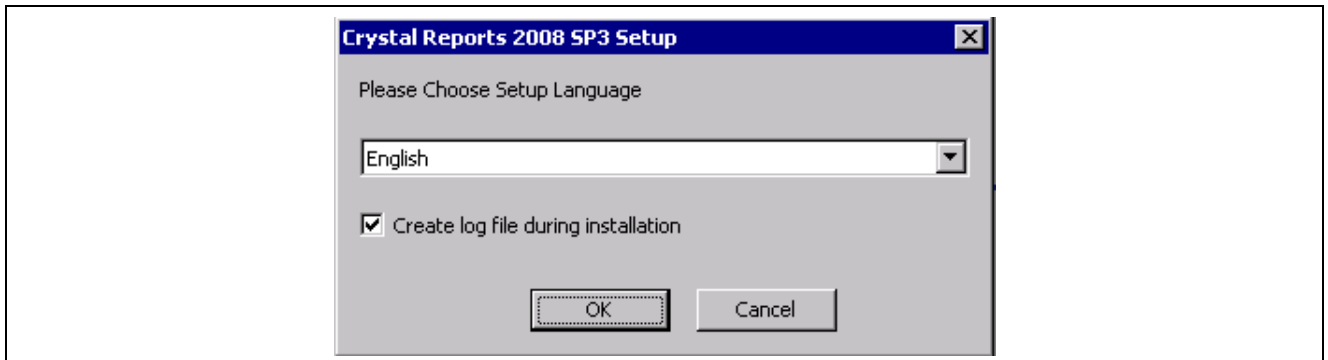 Crystal Reports 2008 SP3 Setup
Please Choose Setup Language
English
Create log file during installation
OK
Cancel